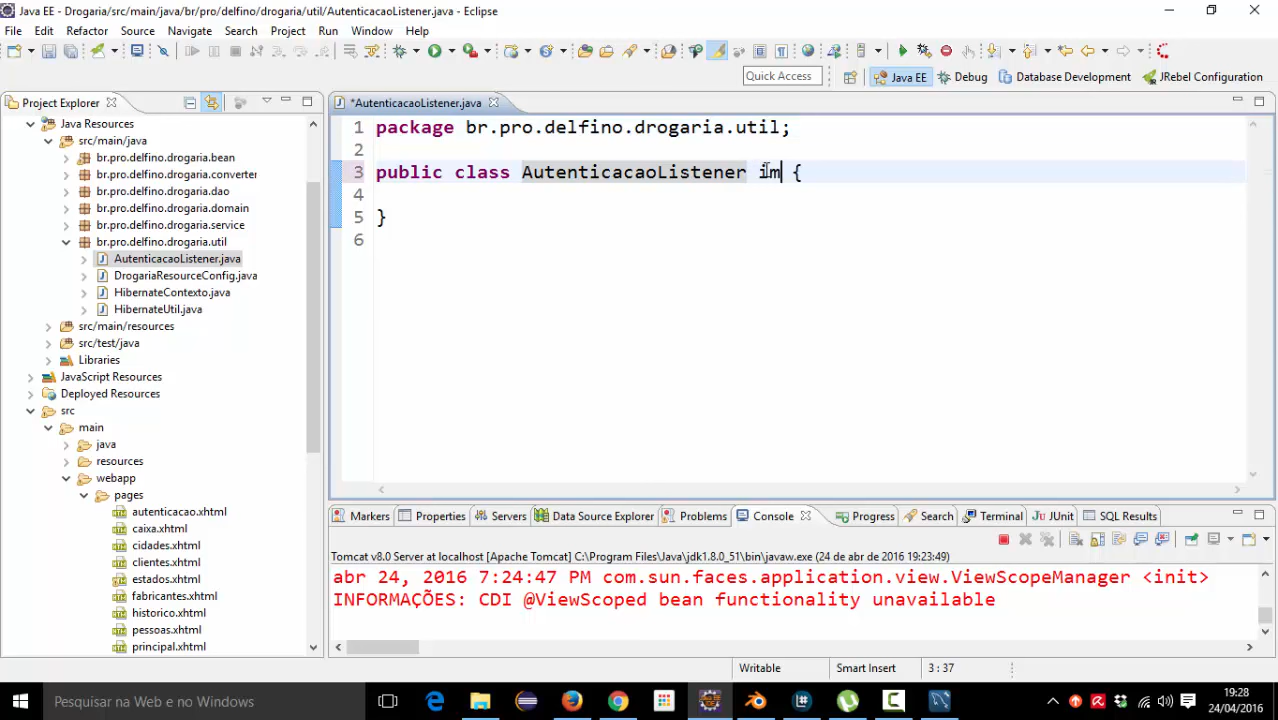 Java EE - Drogaria/src/main/java/br/pro/delfino/drogaria/util/AutenticacaoListener.java - Eclipse
File Edit Refactor Source Navigate Search Project Run Window Help
Quick Access
Java EE
Debug
Database Development
JRebel Configuration
Project Explorer
Java Resources
src/main/java
br.pro.delfino.drogaria.bean
br.pro.delfino.drogaria.converter
br.pro.delfino.drogaria.dao
br.pro.delfino.drogaria.domain
br.pro.delfino.drogaria.service
br.pro.delfino.drogaria.util
AutenticacaoListener.java
DrogariaResourceConfig.java
HibernateContexto.java
HibernateUtil.java
src/main/resources
src/test/java
Libraries
JavaScript Resources
Deployed Resources
src
main
java
resources
webapp
pages
autenticacao.xhtml
caixa.xhtml
cidades.xhtml
clientes.xhtml
estados.xhtml
fabricantes.xhtml
historico.xhtml
pessoas.xhtml
principal.xhtml
*AutenticacaoListener.java
1 package br.pro.delfino.drogaria.util;
2
3 public class AutenticacaoListener im {
4
5 }
6
Markers Properties Servers Data Source Explorer Problems Console Progress Search Terminal JUnit SQL Results
Tomcat v8.0 Server at localhost [Apache Tomcat] C:\Program Files\Java\jdk1.8.0_51\bin\javaw.exe (24 de abr de 2016 19:23:49)
abr 24, 2016 7:24:47 PM com.sun.faces.application.view.ViewScopeManager <init>
INFORMAÇÕES: CDI @ViewScoped bean functionality unavailable
Writable Smart Insert 3 : 37
Pesquisar na Web e no Windows
19:28
24/04/2016